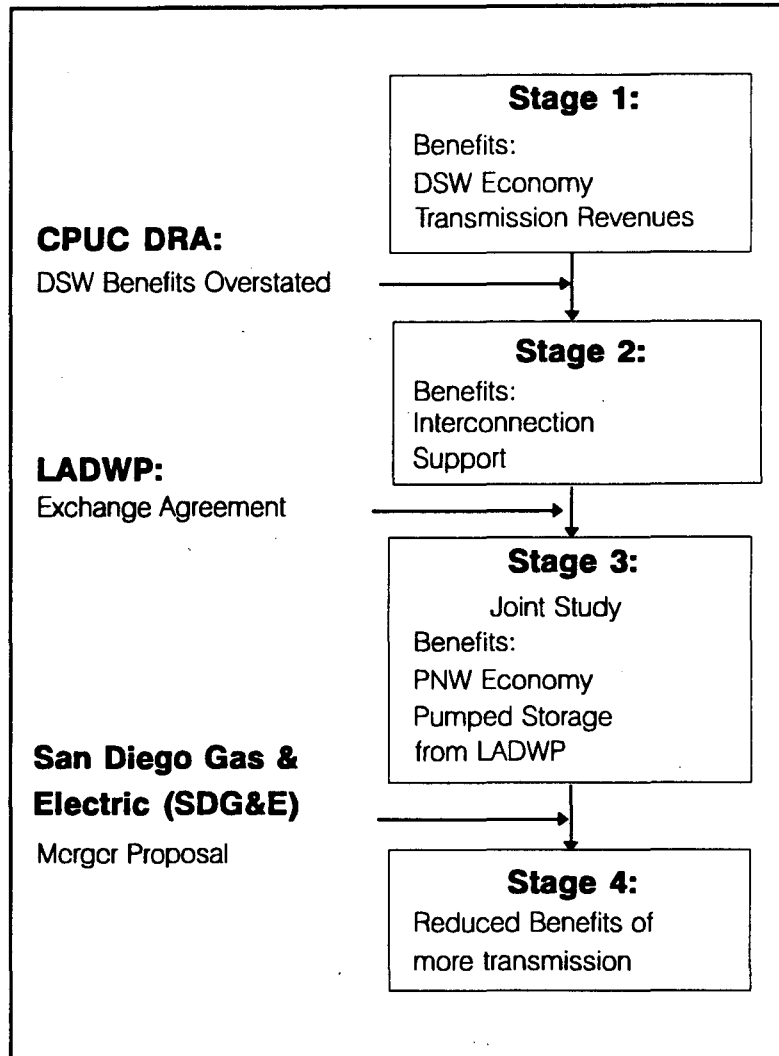 Stage 1:
Benefits:
DSW Economy
Transmission Revenues
CPUC DRA:
DSW Benefits Overstated
Stage 2:
Benefits:
Interconnection
Support
LADWP:
Exchange Agreement
Stage 3:
Joint Study
Benefits:
PNW Economy
Pumped Storage
from LADWP
San Diego Gas &
Electric (SDG&E)
Merger Proposal
Stage 4:
Reduced Benefits of
more transmission